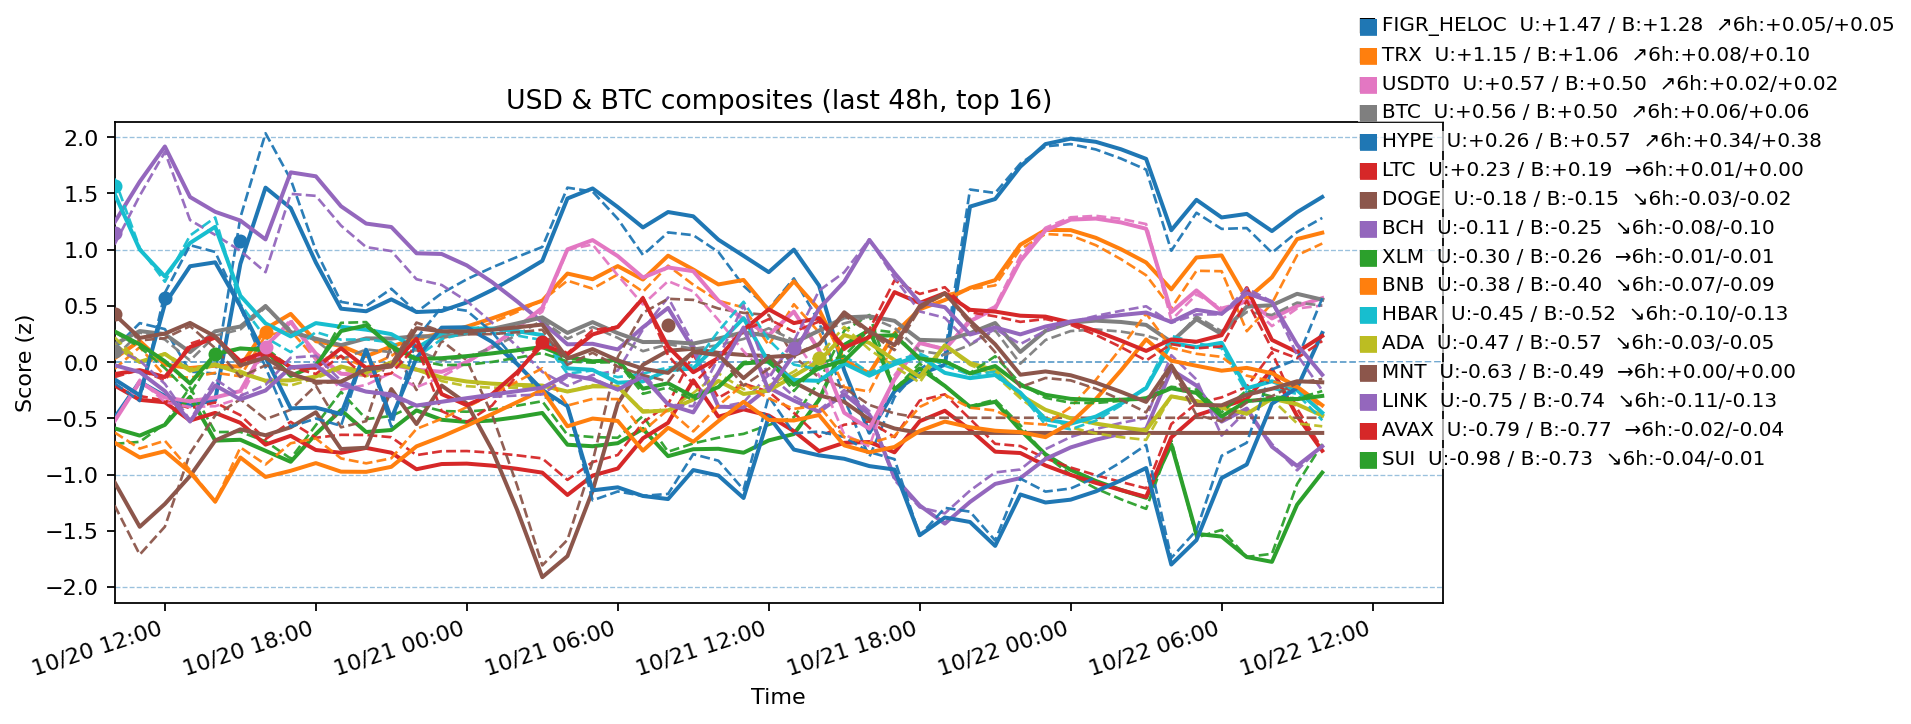 FIGR_HELOC U:+1.47 / B:+1.28 ↗6h:+0.05/+0.05
TRX U:+1.15 / B:+1.06 ↗6h:+0.08/+0.10
USDT0 U:+0.57 / B:+0.50 ↗6h:+0.02/+0.02
BTC U:+0.56 / B:+0.50 ↗6h:+0.06/+0.06
HYPE U:+0.26 / B:+0.57 ↗6h:+0.34/+0.38
LTC U:+0.23 / B:+0.19 →6h:+0.01/+0.00
DOGE U:-0.18 / B:-0.15 ↘6h:-0.03/-0.02
BCH U:-0.11 / B:-0.25 ↘6h:-0.08/-0.10
XLM U:-0.30 / B:-0.26 →6h:-0.01/-0.01
BNB U:-0.38 / B:-0.40 ↘6h:-0.07/-0.09
HBAR U:-0.45 / B:-0.52 ↘6h:-0.10/-0.13
ADA U:-0.47 / B:-0.57 ↘6h:-0.03/-0.05
MNT U:-0.63 / B:-0.49 →6h:+0.00/+0.00
LINK U:-0.75 / B:-0.74 ↘6h:-0.11/-0.13
AVAX U:-0.79 / B:-0.77 →6h:-0.02/-0.04
SUI U:-0.98 / B:-0.73 ↘6h:-0.04/-0.01
USD & BTC composites (last 48h, top 16)
Score (z)
2.0
1.5
1.0
0.5
0.0
−0.5
−1.0
−1.5
−2.0
10/20 12:00
10/20 18:00
10/21 00:00
10/21 06:00
10/21 12:00
10/21 18:00
10/22 00:00
10/22 06:00
10/22 12:00
Time